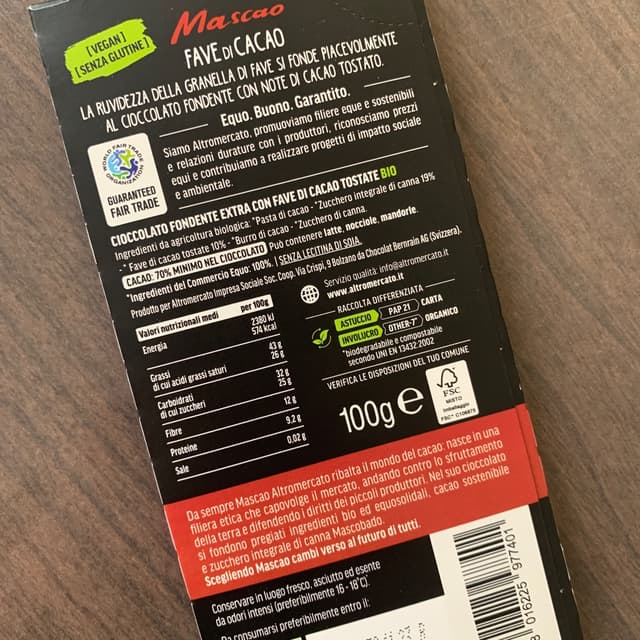 Mascao
[VEGAN]
[SENZA GLUTINE]
FAVE DI CACAO
LA RUVIDEZZA DELLA GRANELLA DI FAVE SI FONDE PIACEVOLMENTE
AL CIOCCOLATO FONDENTE CON NOTE DI CACAO TOSTATO.
Equo. Buono. Garantito.
Siamo Altromercato, promuoviamo filiere eque e sostenibili
e relazioni durature con i produttori, riconosciamo prezzi
equi e contribuiamo a realizzare progetti di impatto sociale
e ambientale.
WORLD FAIR TRADE ORGANIZATION
GUARANTEED
FAIR TRADE
CIOCCOLATO FONDENTE EXTRA CON FAVE DI CACAO TOSTATE BIO
Ingredienti da agricoltura biologica: *Pasta di cacao - *Zucchero integrale di canna 19%
- *Fave di cacao tostate 10% - *Burro di cacao - *Zucchero di canna.
CACAO: 70% MINIMO NEL CIOCCOLATO Può contenere latte, nocciole, mandorle.
*Ingredienti del Commercio Equo: 100%. | SENZA LECITINA DI SOIA
Prodotto per Altromercato Impresa Sociale Soc. Coop. Via Crispi, 9 Bolzano da Chocolat Bernrain AG (Svizzera).
Servizio qualità: info@altromercato.it
www.altromercato.it
Valori nutrizionali medi per 100g
Energia 2380 kJ
574 kcal
Grassi 43 g
di cui acidi grassi saturi 26 g
Carboidrati 32 g
di cui zuccheri 25 g
Fibre 12 g
Proteine 9,2 g
Sale 0,02 g
RACCOLTA DIFFERENZIATA
ASTUCCIO PAP 21 CARTA
INVOLUCRO OTHER-7* ORGANICO
*biodegradabile e compostabile
secondo UNI EN 13432:2002
VERIFICA LE DISPOSIZIONI DEL TUO COMUNE
100g e
FSC
MISTO
Imballaggio
FSC® C106875
Da sempre Mascao Altromercato ribalta il mondo del cacao: nasce in una
filiera etica che capovolge il mercato, andando contro lo sfruttamento
della terra e difendendo i diritti dei piccoli produttori. Nel suo cioccolato
si fondono pregiati ingredienti bio ed equosolidali, cacao sostenibile
e zucchero integrale di canna Mascobado.
Scegliendo Mascao cambi verso al futuro di tutti.
Conservare in luogo fresco, asciutto ed esente
da odori intensi (preferibilmente 16 - 18°C).
Da consumarsi preferibilmente entro il:
016225 977401